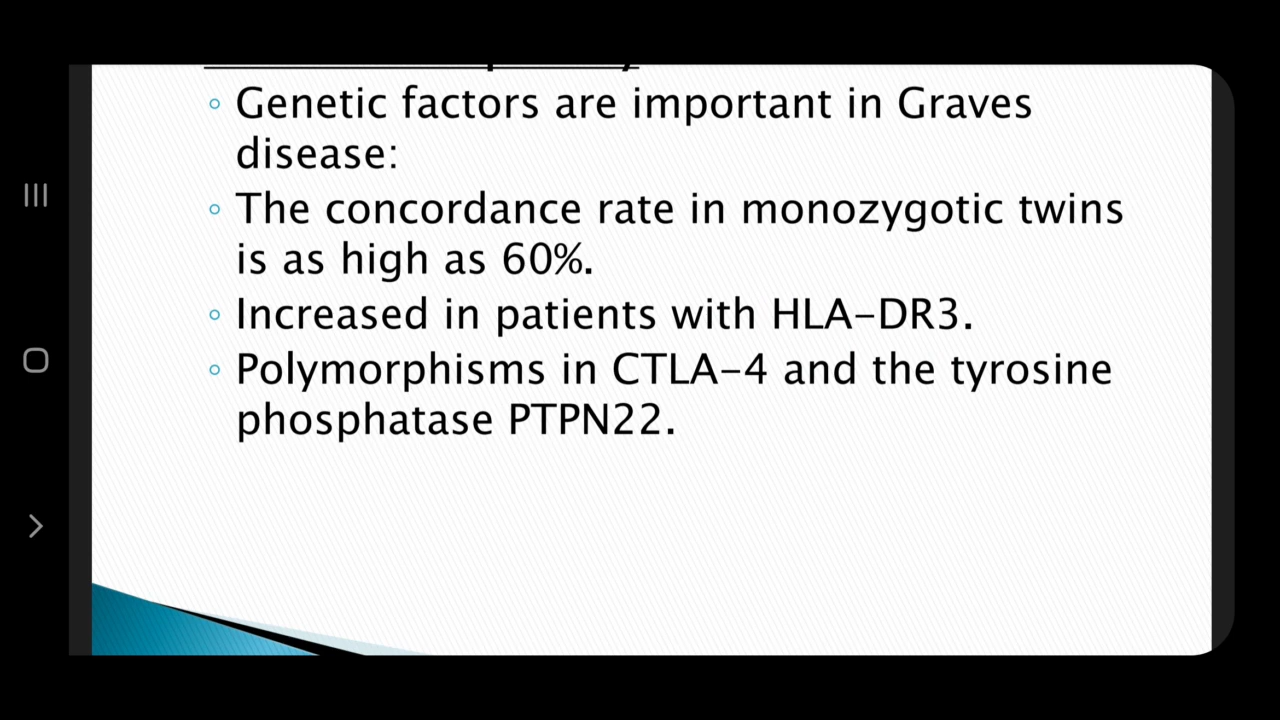 Genetic factors are important in Graves
disease:
The concordance rate in monozygotic twins
is as high as 60%.
Increased in patients with HLA-DR3.
Polymorphisms in CTLA-4 and the tyrosine
phosphatase PTPN22.